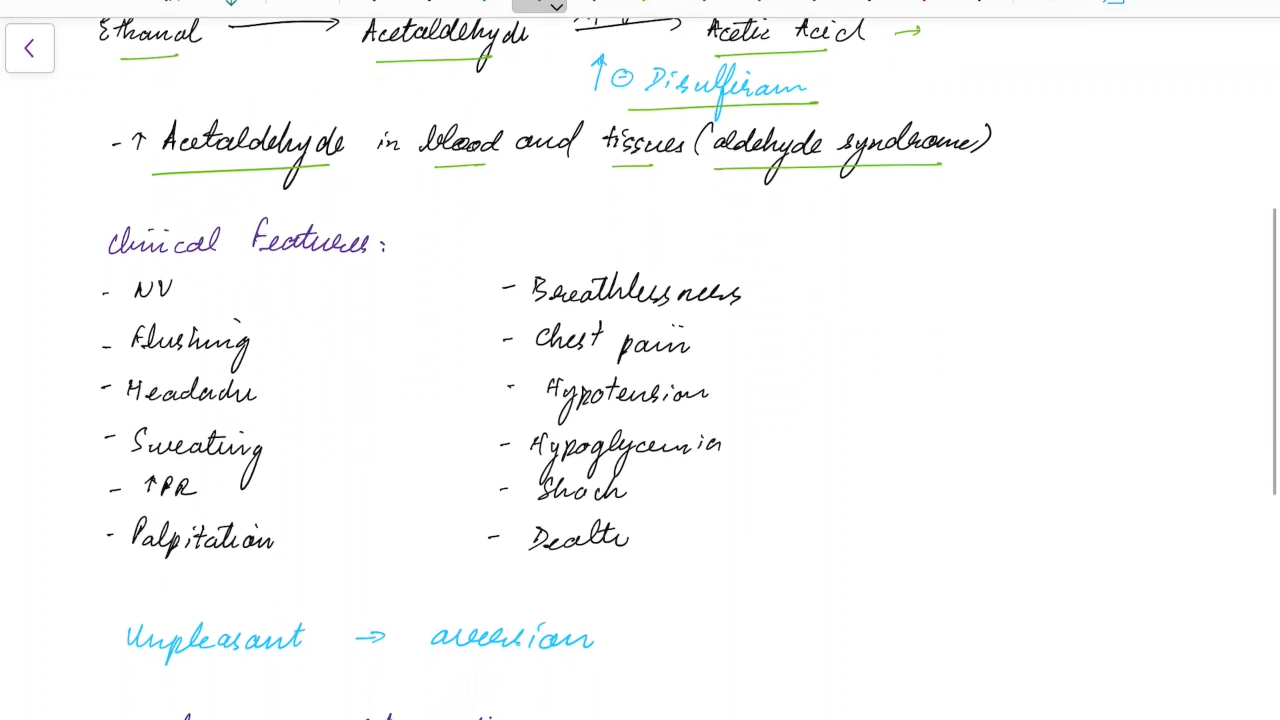 Ethanol → Acetaldehyde → Acetic Acid →
↑ ⊖ Disulfiram
- ↑ Acetaldehyde in blood and tissues (aldehyde syndrome)
Clinical Features:
- NV
- Flushing
- Headache
- Sweating
- ↑PR
- Palpitation
- Breathlessness
- Chest pain
- Hypotension
- Hypoglycemia
- Shock
- Death
Unpleasant → aversion